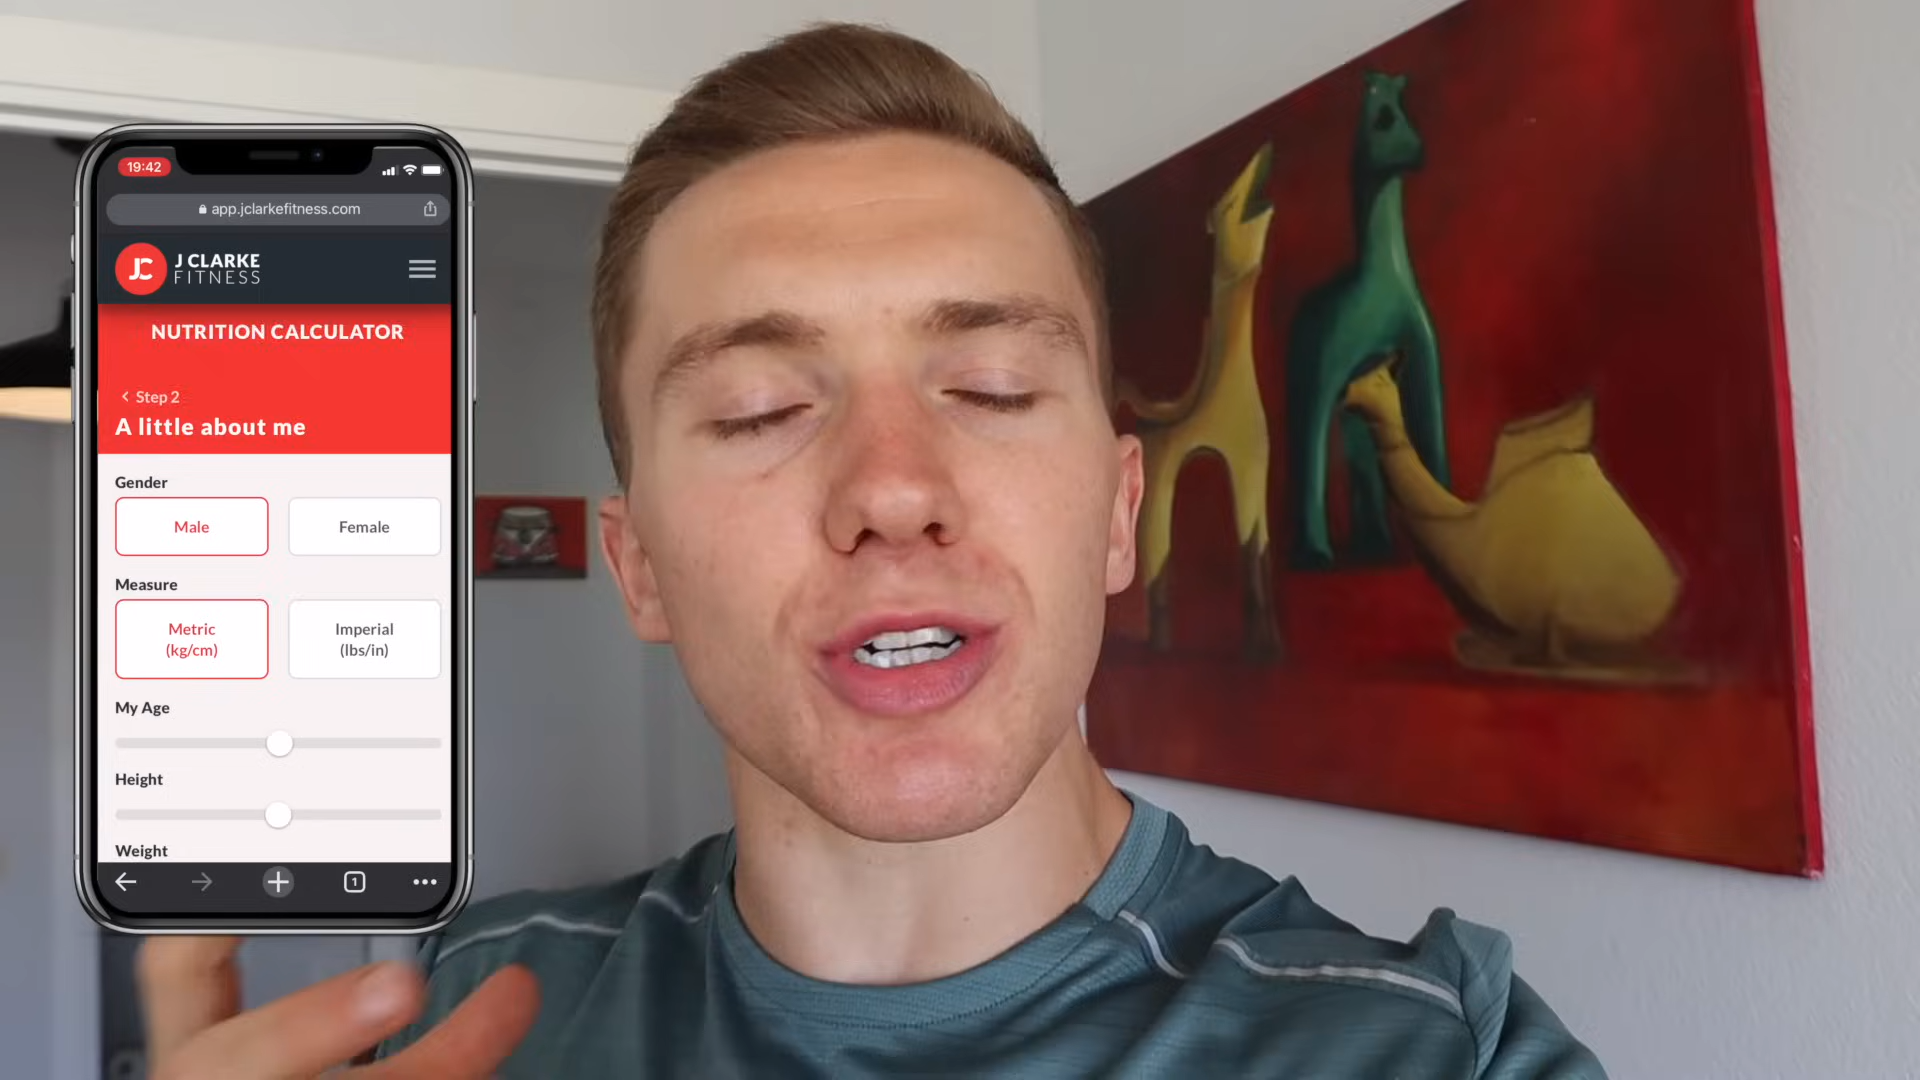 19:42
app.jclarkefitness.com
JC
J CLARKE
FITNESS
NUTRITION CALCULATOR
< Step 2
A little about me
Gender
Male
Female
Measure
Metric
(kg/cm)
Imperial
(lbs/in)
My Age
Height
Weight
1